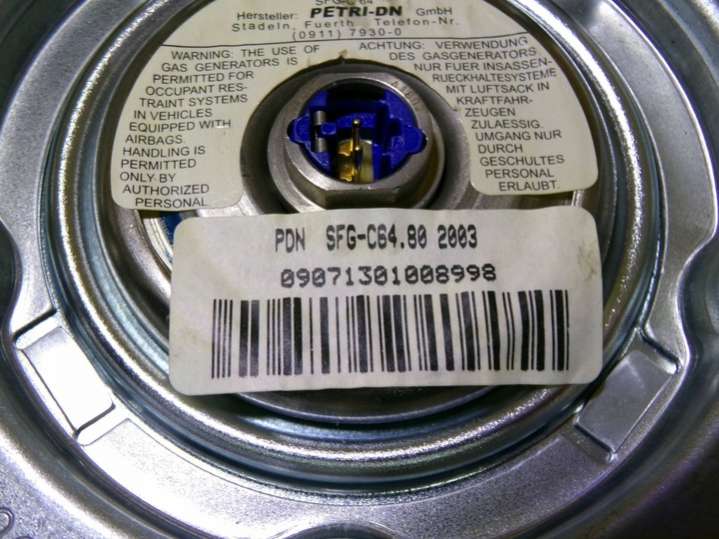 SFG-C 64
Hersteller: PETRI-DN GmbH
Stadeln, Fuerth, Telefon-Nr.
(0911) 7930-0
WARNING: THE USE OF
GAS GENERATORS IS
PERMITTED FOR
OCCUPANT RES-
TRAINT SYSTEMS
IN VEHICLES
EQUIPPED WITH
AIRBAGS.
HANDLING IS
PERMITTED
ONLY BY
AUTHORIZED
PERSONAL
ACHTUNG: VERWENDUNG
DES GASGENERATORS
NUR FUER INSASSEN-
RUECKHALTESYSTEME
MIT LUFTSACK IN
KRAFTFAHR-
ZEUGEN
ZULAESSIG.
UMGANG NUR
DURCH
GESCHULTES
PERSONAL
ERLAUBT.
PDN SFG-C64.80 2003
09071301008998